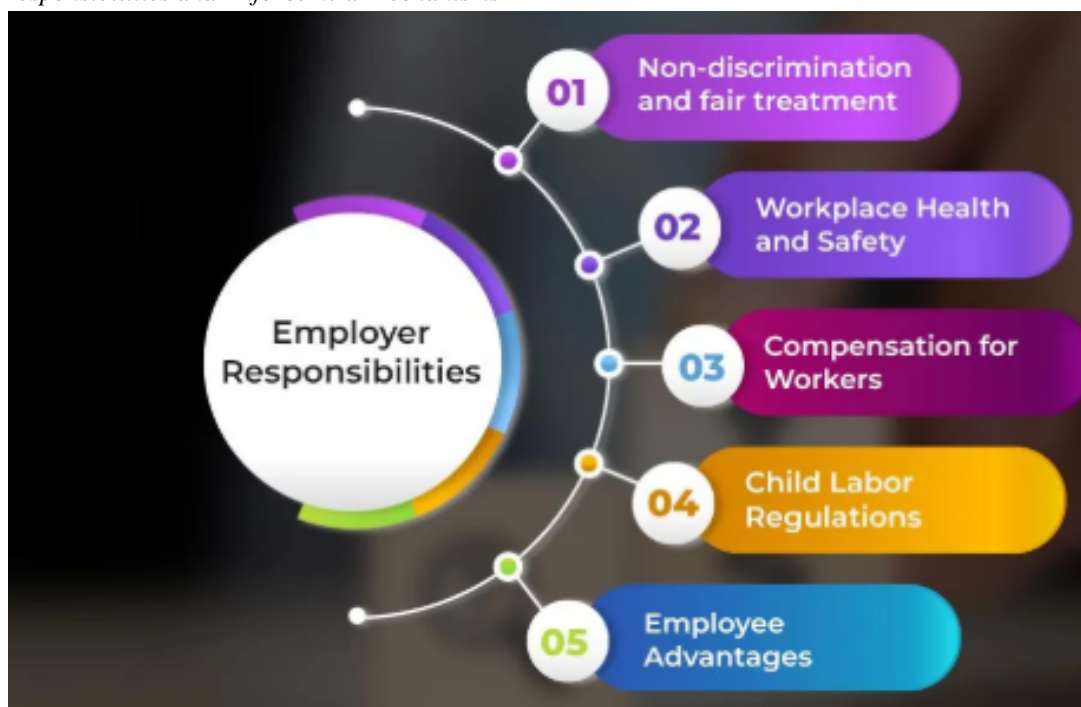 Employer
Responsibilities
01
Non-discrimination
and fair treatment
02
Workplace Health
and Safety
03
Compensation for
Workers
04
Child Labor
Regulations
05
Employee
Advantages